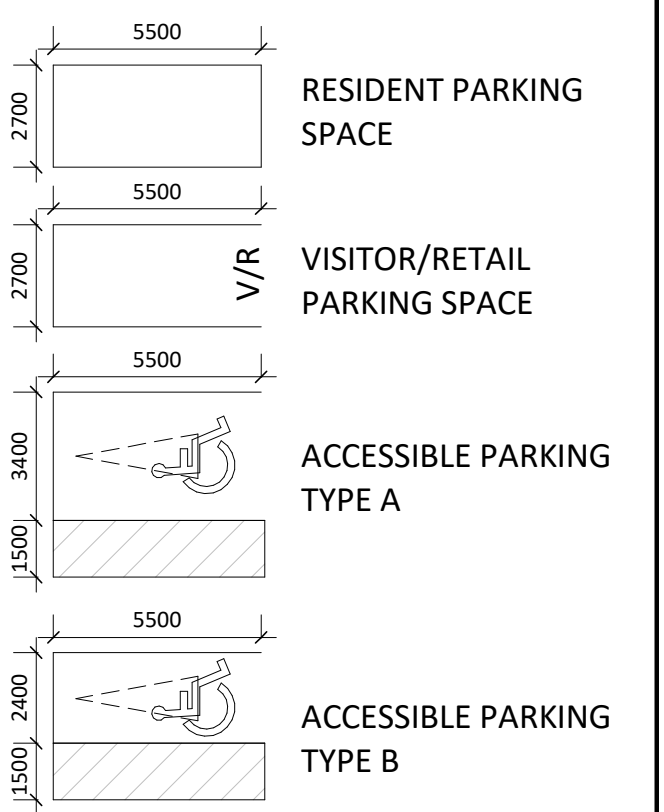 5500
2700
RESIDENT PARKING
SPACE
5500
2700
V/R
VISITOR/RETAIL
PARKING SPACE
5500
3400
1500
ACCESSIBLE PARKING
TYPE A
5500
2400
1500
ACCESSIBLE PARKING
TYPE B